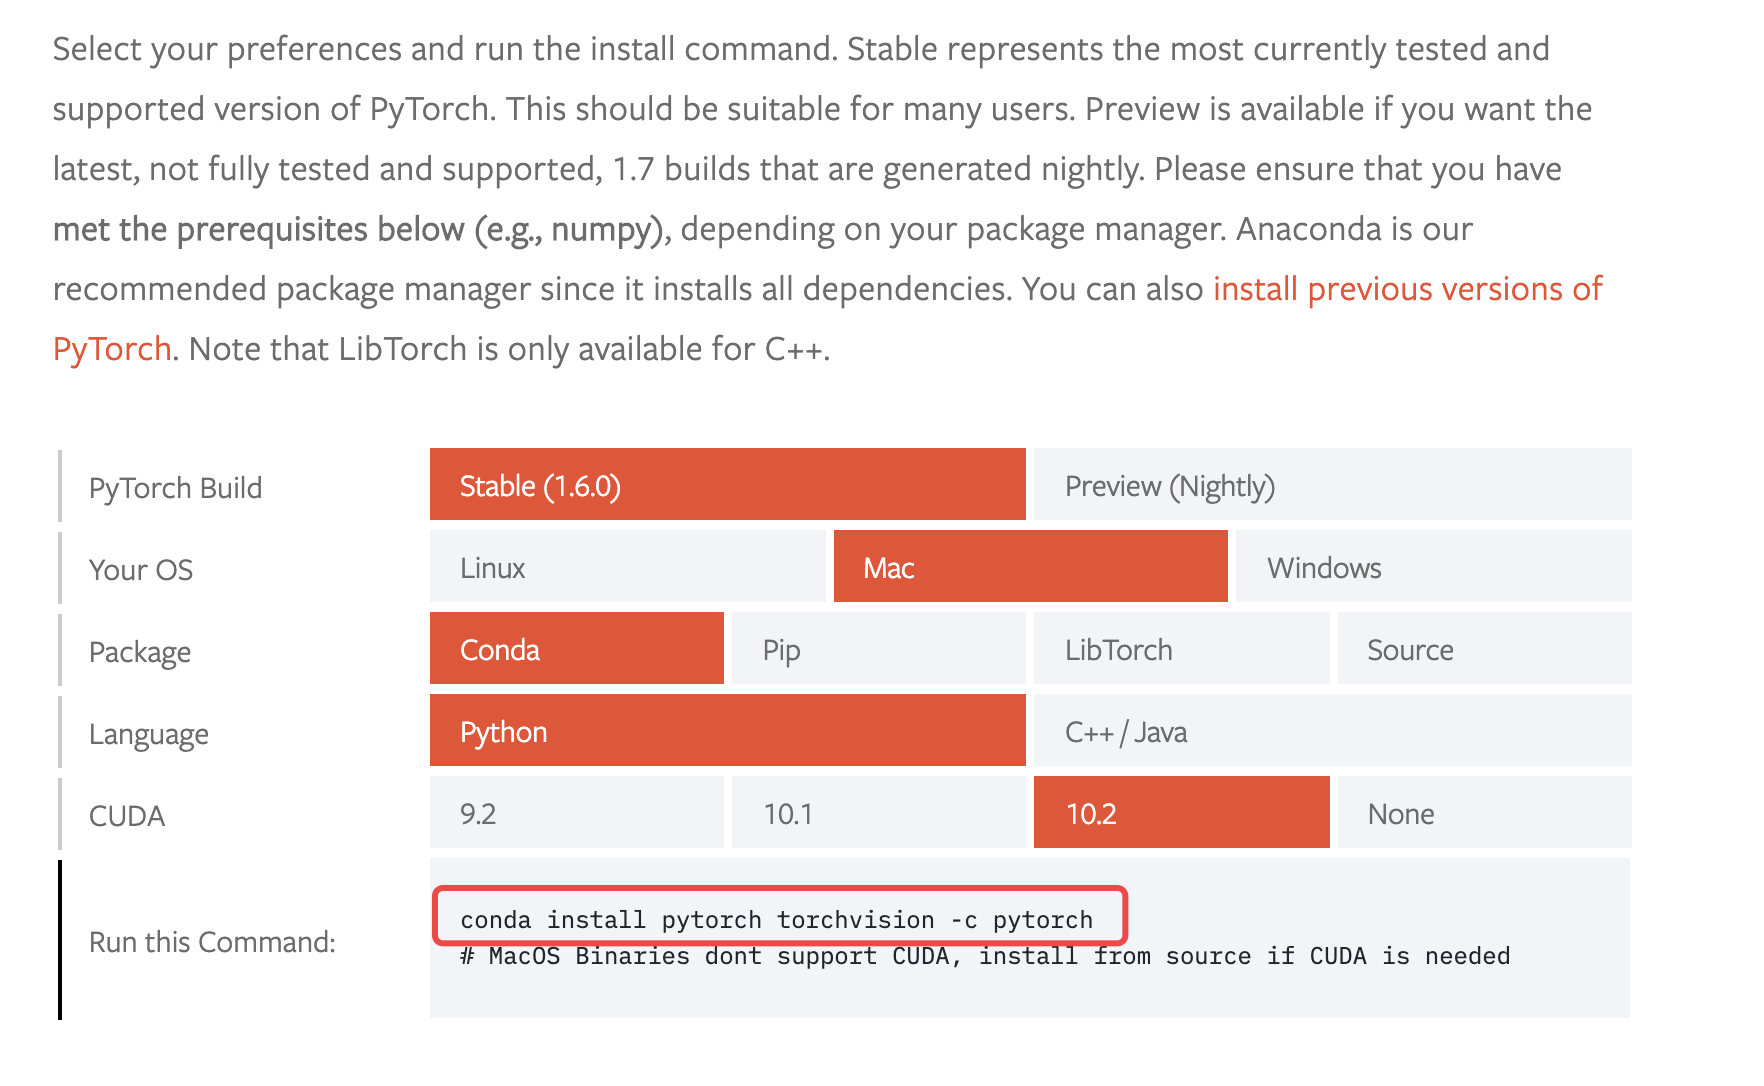 Select your preferences and run the install command. Stable represents the most currently tested and
supported version of PyTorch. This should be suitable for many users. Preview is available if you want the
latest, not fully tested and supported, 1.7 builds that are generated nightly. Please ensure that you have
met the prerequisites below (e.g., numpy), depending on your package manager. Anaconda is our
recommended package manager since it installs all dependencies. You can also install previous versions of
PyTorch. Note that LibTorch is only available for C++.
PyTorch Build Stable (1.6.0) Preview (Nightly)
Your OS Linux Mac Windows
Package Conda Pip LibTorch Source
Language Python C++ / Java
CUDA 9.2 10.1 10.2 None
Run this Command:
conda install pytorch torchvision -c pytorch
# MacOS Binaries dont support CUDA, install from source if CUDA is needed